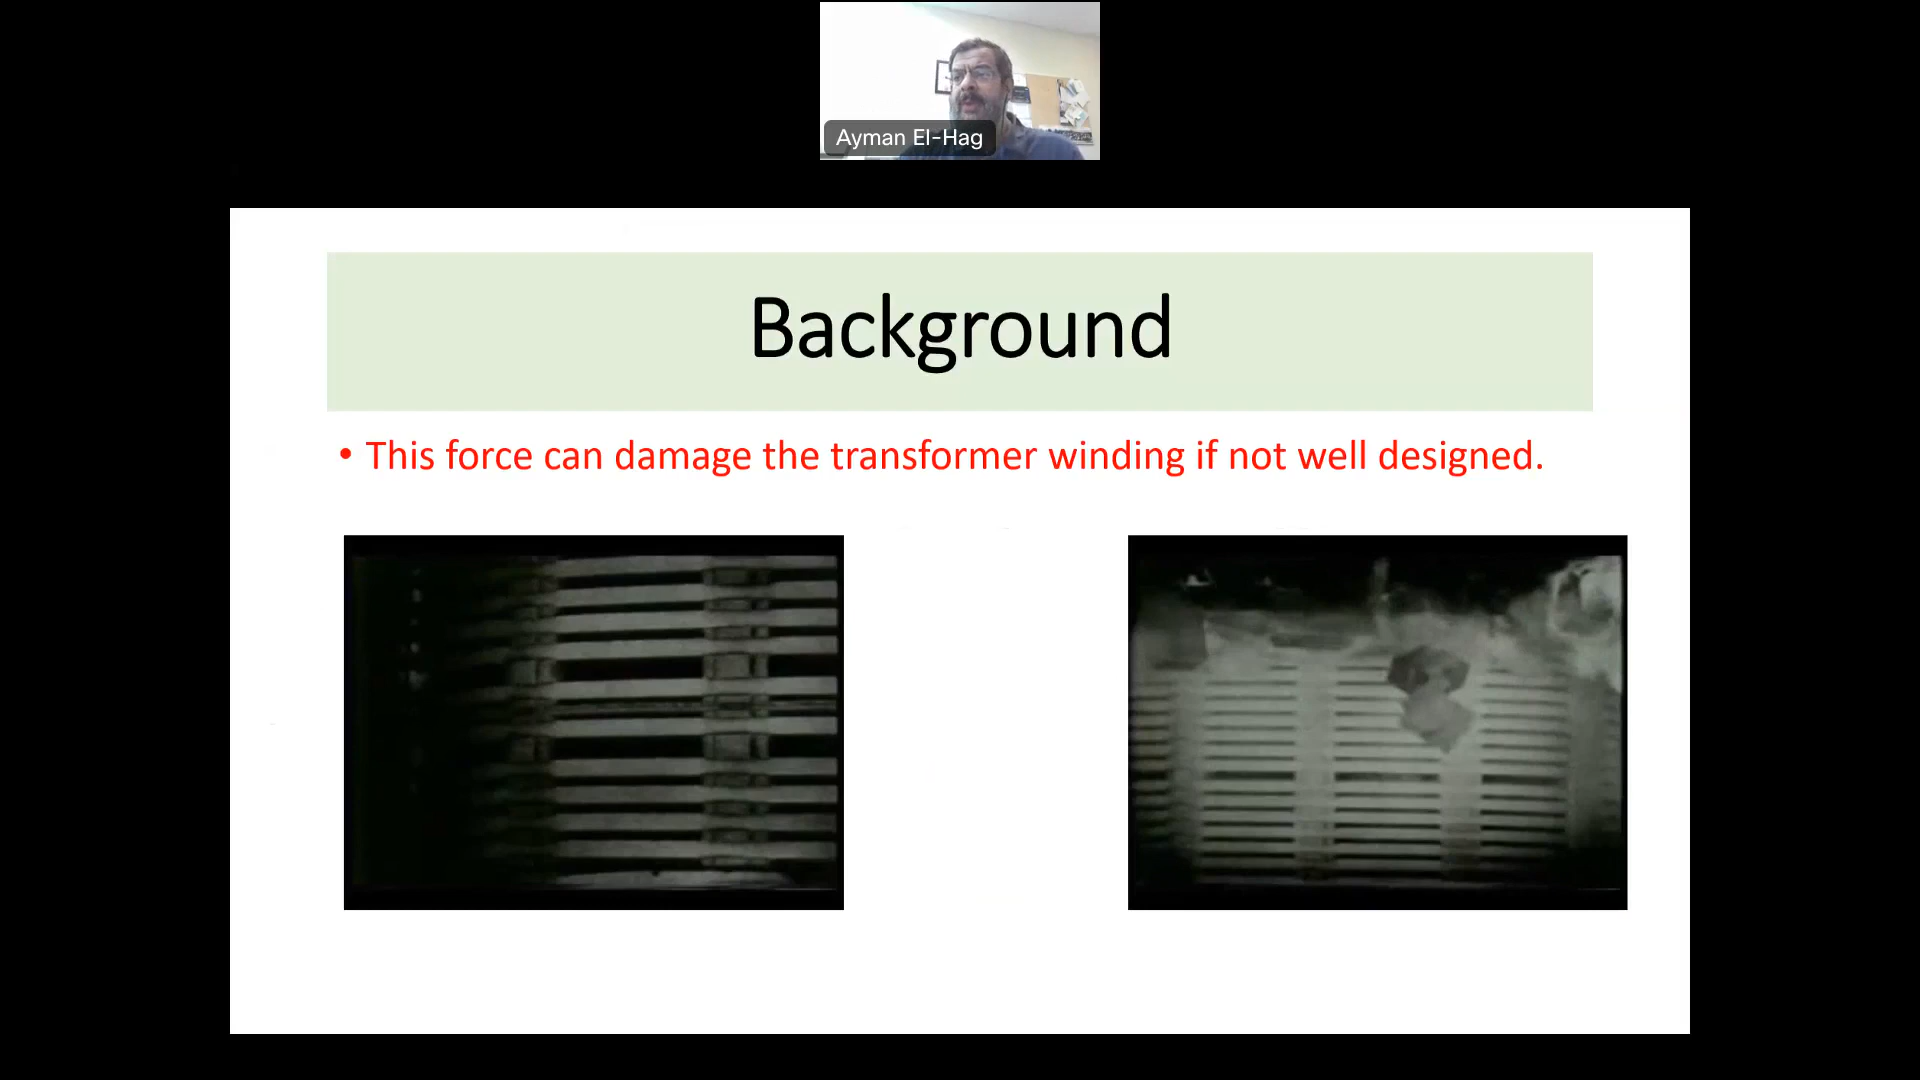 Ayman El-Hag
Background
• This force can damage the transformer winding if not well designed.